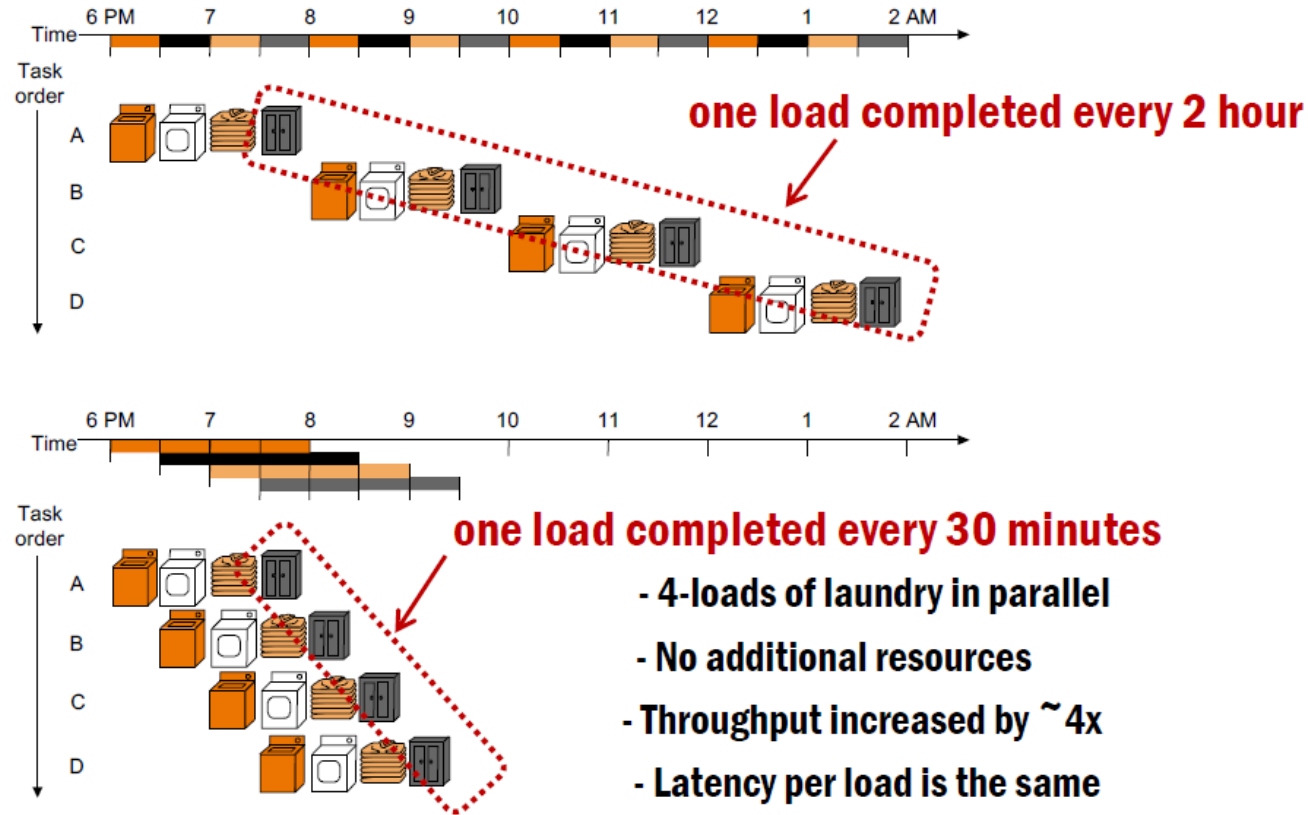 6 PM 7 8 9 10 11 12 1 2 AM
Time
Task
order
A
one load completed every 2 hour
B
C
D
6 PM 7 8 9 10 11 12 1 2 AM
Time
Task
order
one load completed every 30 minutes
A
- 4-loads of laundry in parallel
B
- No additional resources
C
- Throughput increased by ~4x
D
- Latency per load is the same